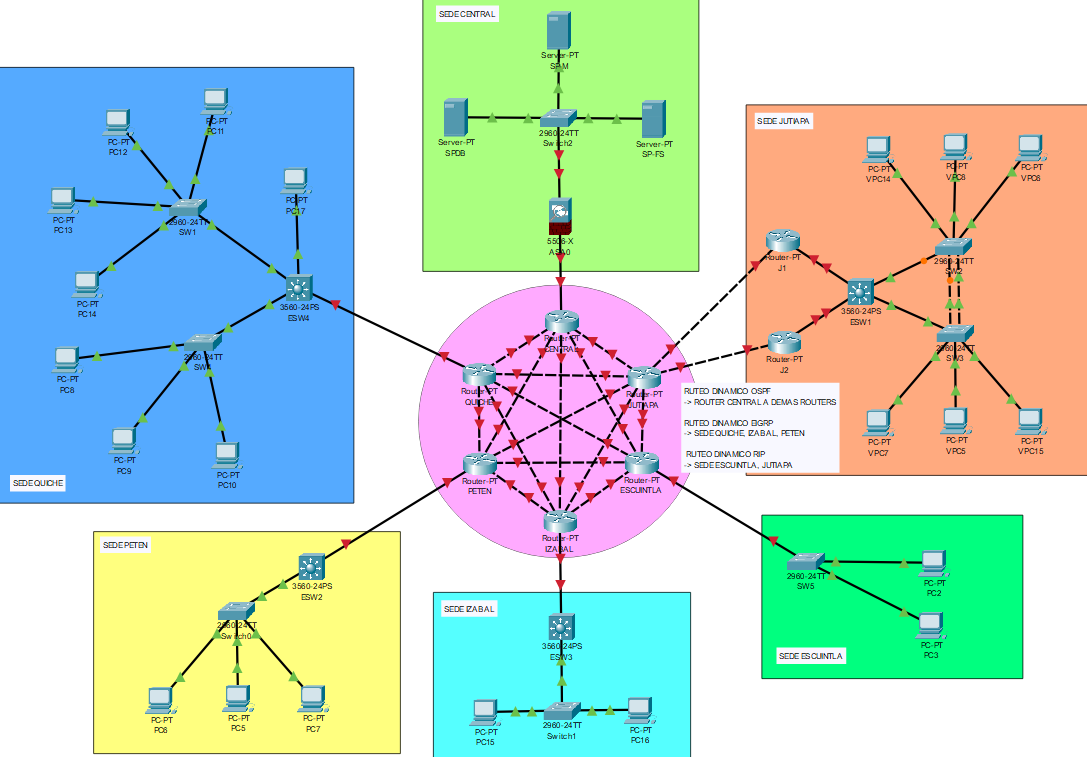 SEDE CENTRAL
Server-PT
SP-M
Server-PT
SPDB
2960-24TT
Switch2
Server-PT
SP-FS
5506-X
ASA0
PC-PT
PC11
PC-PT
PC12
PC-PT
PC13
2960-24TT
SW1
PC-PT
PC17
PC-PT
PC14
3560-24PS
ESW4
PC-PT
PC8
2960-24TT
PC-PT
PC9
PC-PT
PC10
SEDE QUICHE
SEDE JUTIAPA
PC-PT
VPC14
PC-PT
VPC8
PC-PT
VPC6
Router-PT
J1
2960-24TT
SW2
3560-24PS
ESW1
Router-PT
J2
2960-24TT
SW3
PC-PT
VPC7
PC-PT
VPC5
PC-PT
VPC15
Router-PT
CENTRAL
Router-PT
QUICHE
Router-PT
JUTIAPA
Router-PT
PETEN
Router-PT
ESCUINTLA
Router-PT
IZABAL
RUTEO DINAMICO OSPF
-> ROUTER CENTRAL A DEMAS ROUTERS
RUTEO DINAMICO EIGRP
-> SEDE QUICHE, IZABAL, PETEN
RUTEO DINAMICO RIP
-> SEDE ESCUINTLA, JUTIAPA
SEDE PETEN
3560-24PS
ESW2
2960-24TT
Switch0
PC-PT
PC6
PC-PT
PC5
PC-PT
PC7
SEDE IZABAL
3560-24PS
ESW3
PC-PT
PC15
2960-24TT
Switch1
PC-PT
PC16
2960-24TT
SW5
PC-PT
PC2
PC-PT
PC3
SEDE ESCUINTLA